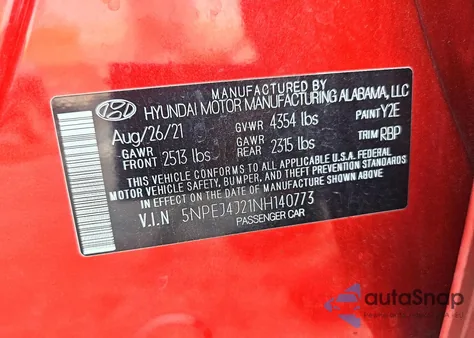 MANUFACTURED BY
HYUNDAI MOTOR MANUFACTURING ALABAMA, LLC
Aug/26/21 GVWR 4354 lbs PAINT Y2E
GAWR FRONT 2513 lbs GAWR REAR 2315 lbs TRIM RBP
THIS VEHICLE CONFORMS TO ALL APPLICABLE U.S.A. FEDERAL
MOTOR VEHICLE SAFETY, BUMPER, AND THEFT PREVENTION STANDARDS
IN EFFECT ON THE DATE OF MANUFACTURE SHOWN ABOVE.
V.I.N 5NPEJ4J21NH140773
PASSENGER CAR
autoSnap